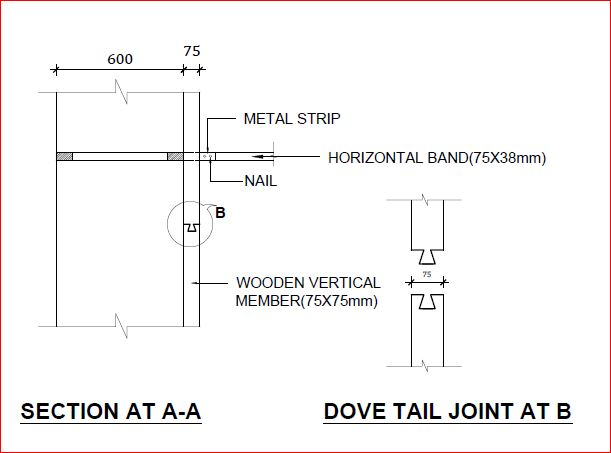 600
75
METAL STRIP
HORIZONTAL BAND(75X38mm)
NAIL
B
WOODEN VERTICAL
MEMBER(75X75mm)
75
SECTION AT A-A
DOVE TAIL JOINT AT B